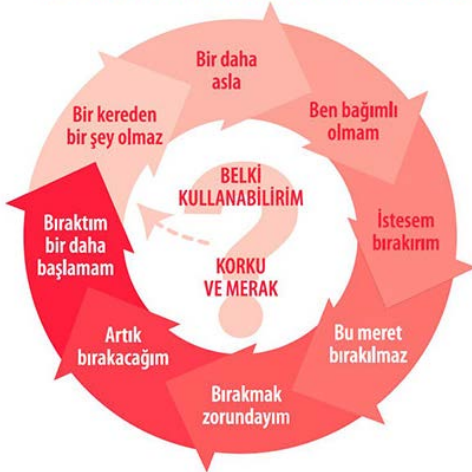 BELKİ
KULLANABİLİRİM
KORKU
VE MERAK
Bir kereden
bir şey olmaz
Bir daha
asla
Ben bağımlı
olmam
İstesem
bırakırım
Bu meret
bırakılmaz
Bırakmak
zorundayım
Artık
bırakacağım
Bıraktım
bir daha
başlamam
?